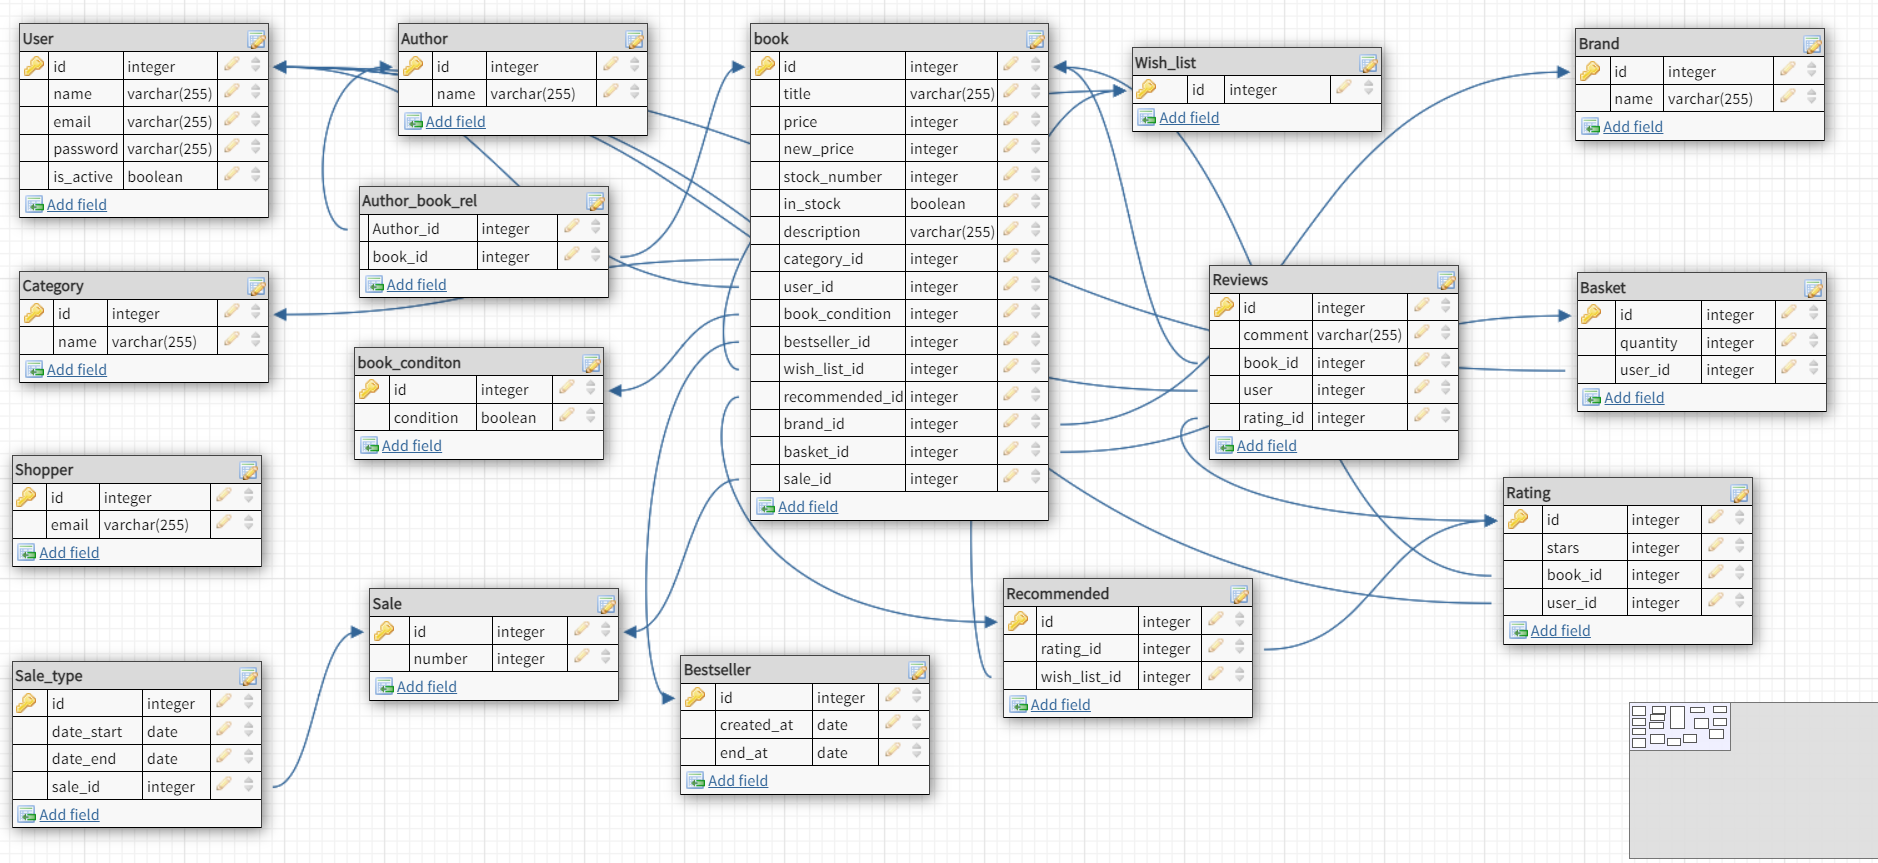 User
id integer
name varchar(255)
email varchar(255)
password varchar(255)
is_active boolean
Add field
Author
id integer
name varchar(255)
Add field
book
id integer
title varchar(255)
price integer
new_price integer
stock_number integer
in_stock boolean
description varchar(255)
category_id integer
user_id integer
book_condition integer
bestseller_id integer
wish_list_id integer
recommended_id integer
brand_id integer
basket_id integer
sale_id integer
Add field
Wish_list
id integer
Add field
Brand
id integer
name varchar(255)
Add field
Author_book_rel
Author_id integer
book_id integer
Add field
Category
id integer
name varchar(255)
Add field
Reviews
id integer
comment varchar(255)
book_id integer
user integer
rating_id integer
Add field
Basket
id integer
quantity integer
user_id integer
Add field
book_conditon
id integer
condition boolean
Add field
Shopper
id integer
email varchar(255)
Add field
Rating
id integer
stars integer
book_id integer
user_id integer
Add field
Sale
id integer
number integer
Add field
Recommended
id integer
rating_id integer
wish_list_id integer
Add field
Sale_type
id integer
date_start date
date_end date
sale_id integer
Add field
Bestseller
id integer
created_at date
end_at date
Add field